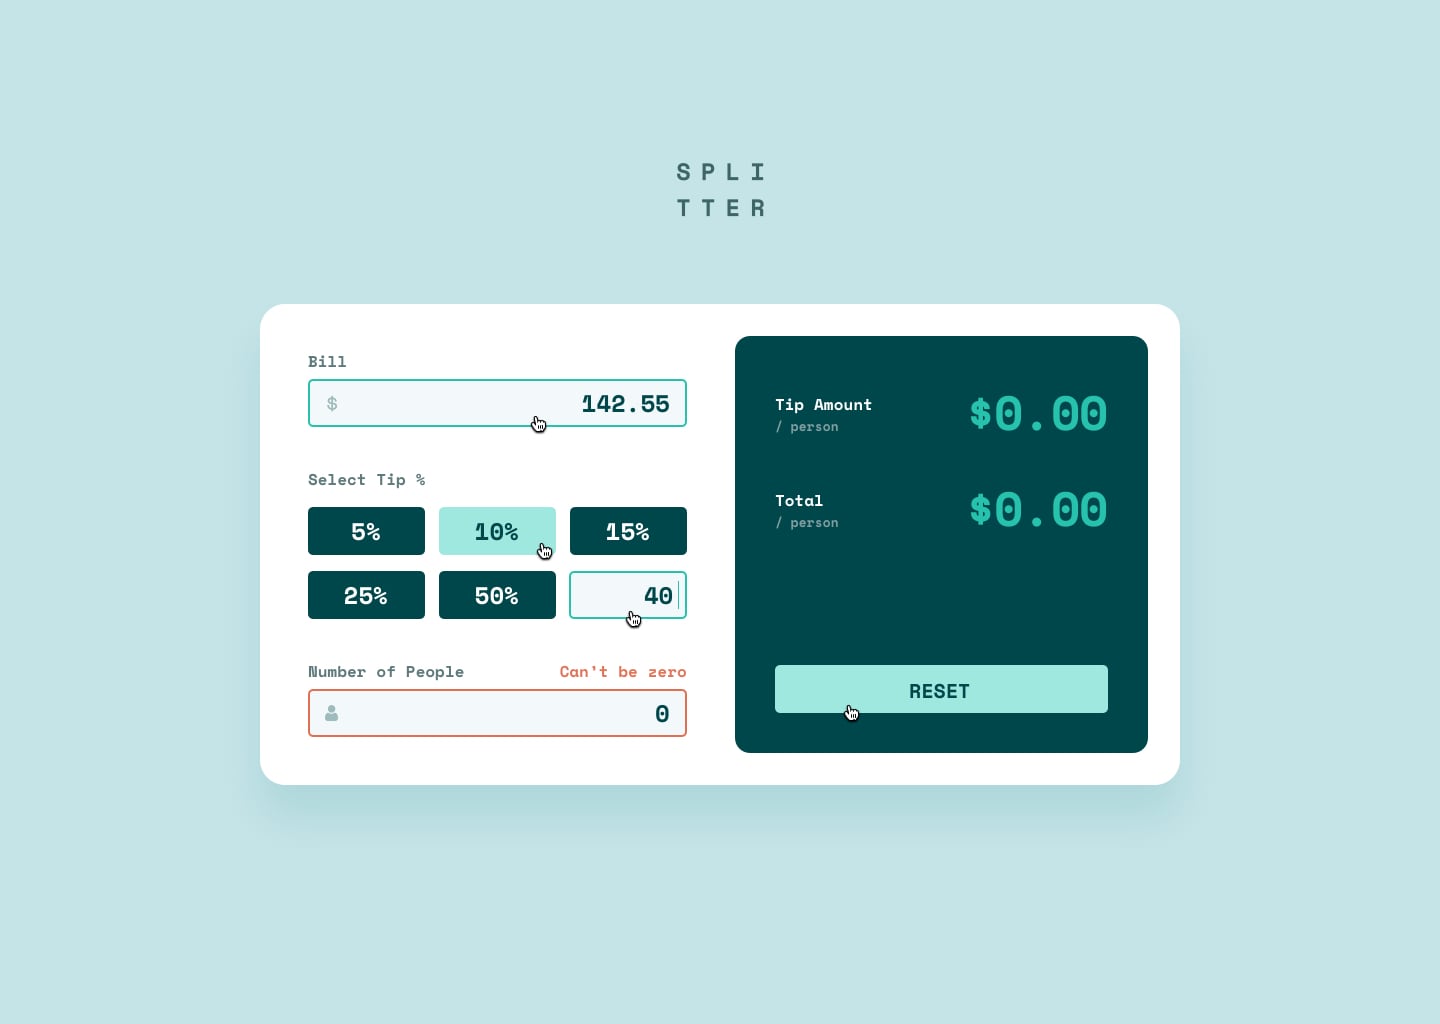 SPLI
TTER
Bill
$ 142.55
Select Tip %
5% 10% 15%
25% 50% 40
Number of People Can't be zero
0
Tip Amount $0.00
/ person
Total $0.00
/ person
RESET